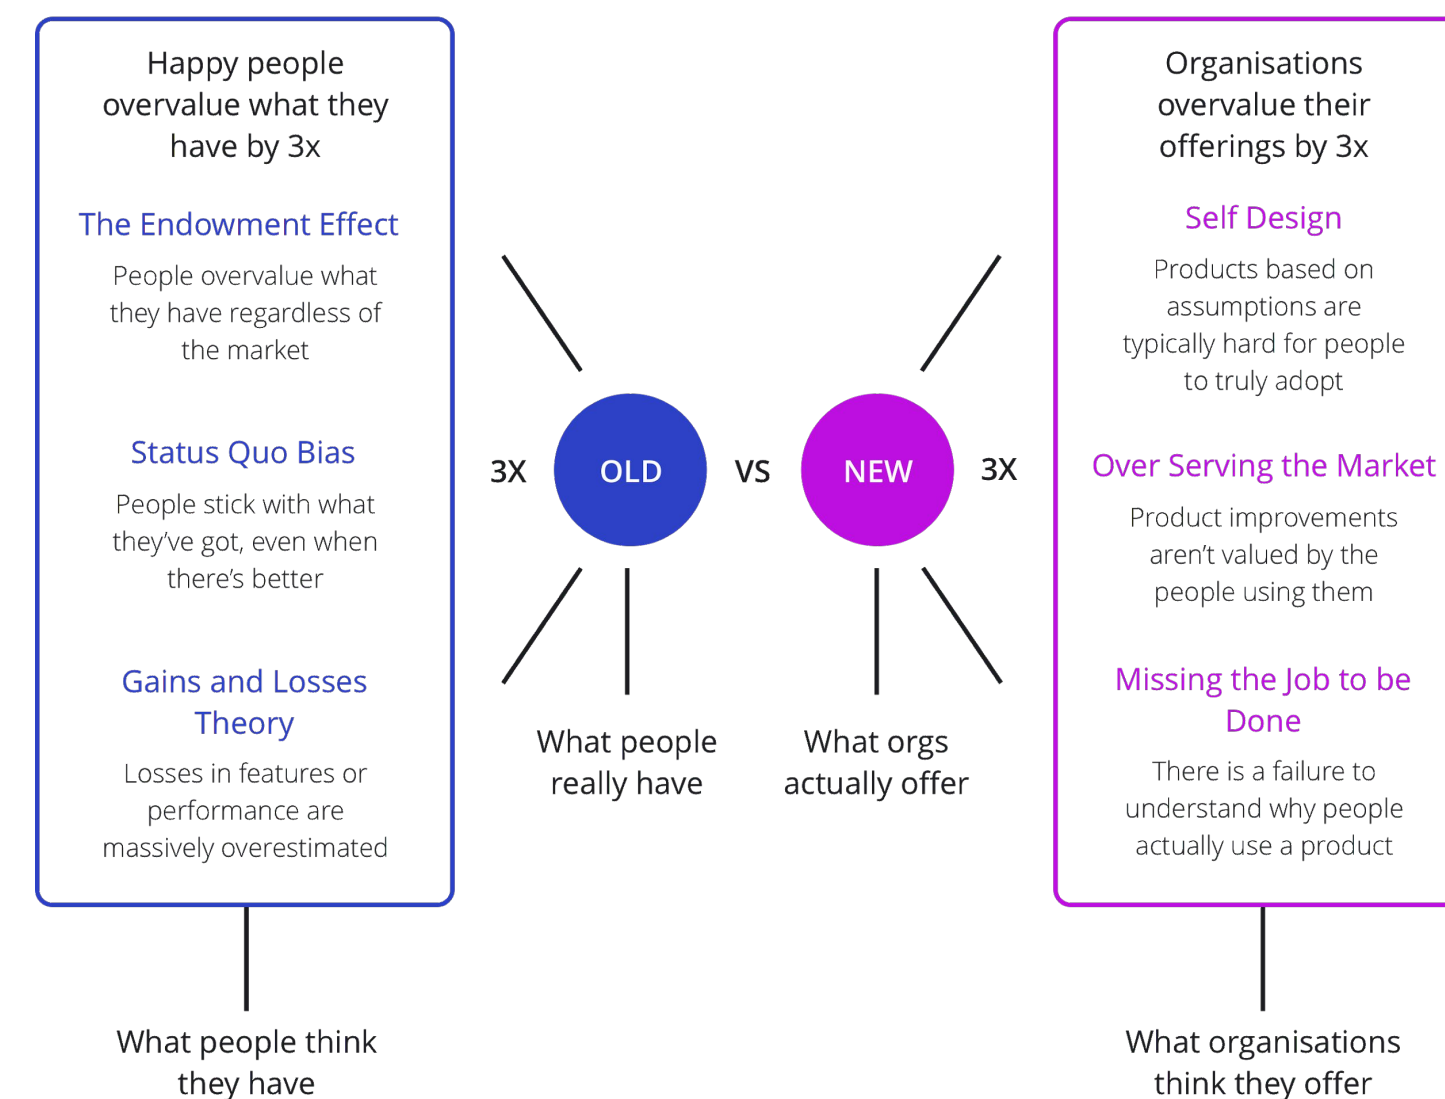 Happy people
overvalue what they
have by 3x
The Endowment Effect
People overvalue what
they have regardless of
the market
Status Quo Bias
People stick with what
they’ve got, even when
there’s better
Gains and Losses
Theory
Losses in features or
performance are
massively overestimated
What people think
they have
3X
OLD
VS
NEW
3X
What people
really have
What orgs
actually offer
Organisations
overvalue their
offerings by 3x
Self Design
Products based on
assumptions are
typically hard for people
to truly adopt
Over Serving the Market
Product improvements
aren’t valued by the
people using them
Missing the Job to be
Done
There is a failure to
understand why people
actually use a product
What organisations
think they offer